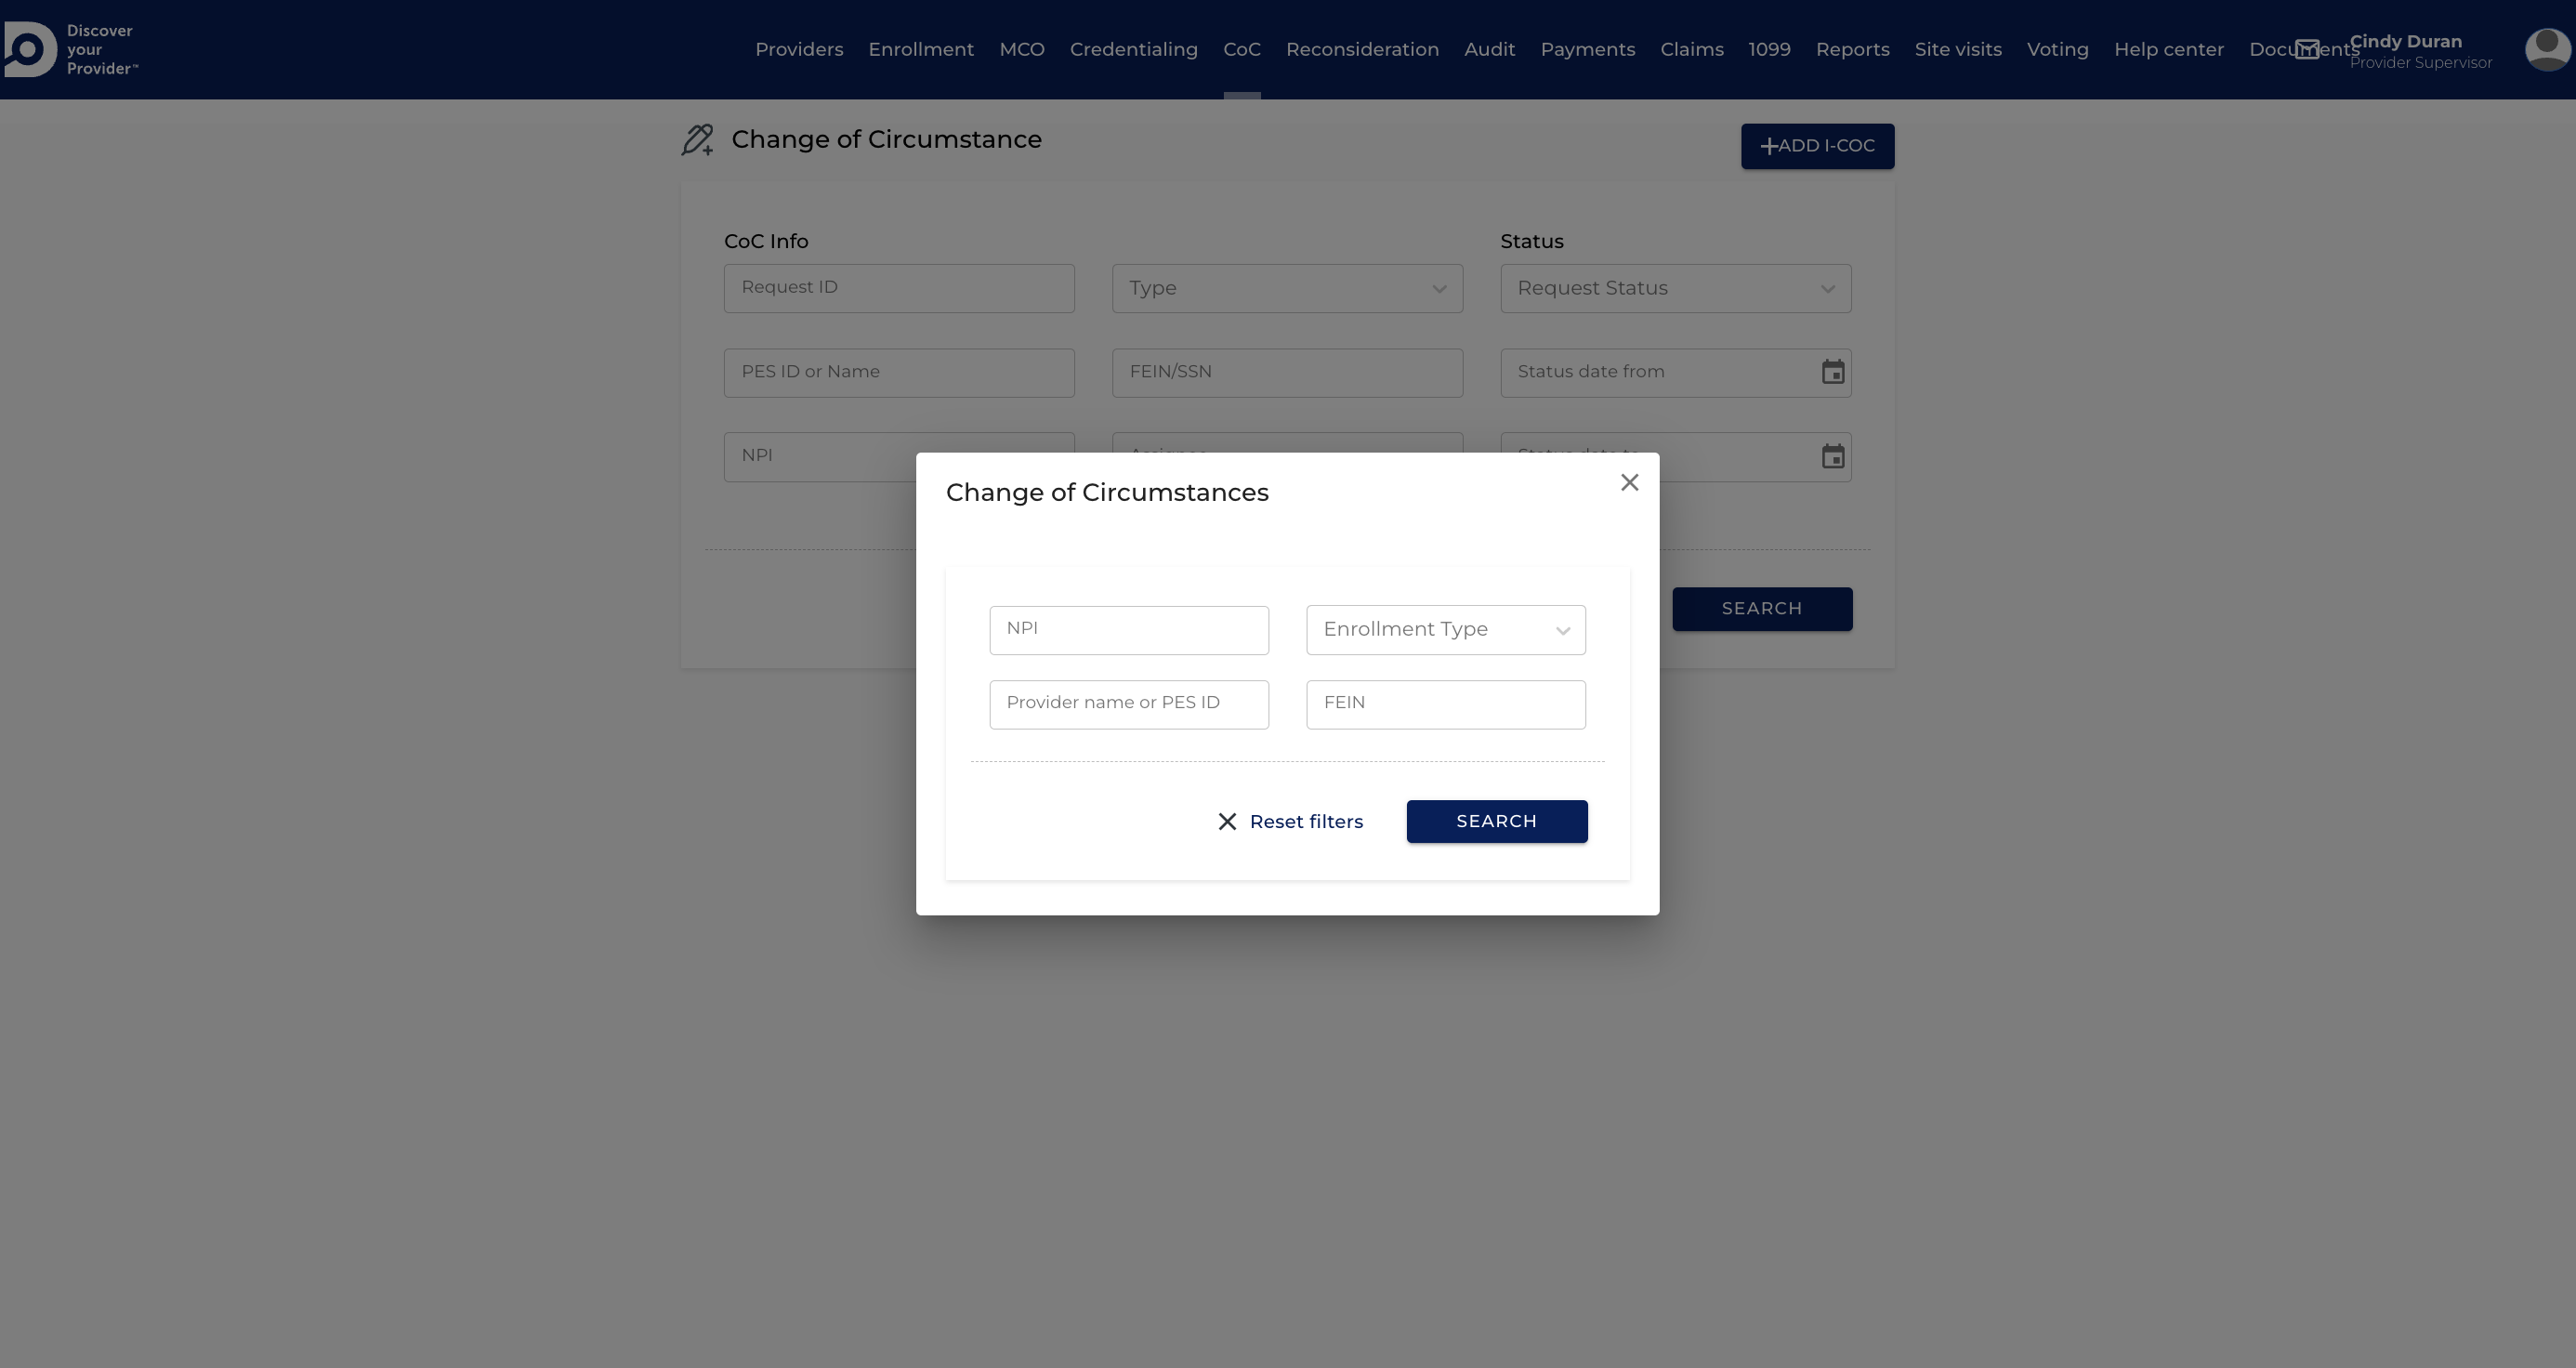 Discover
your
Provider™
Providers Enrollment MCO Credentialing CoC Reconsideration Audit Payments Claims 1099 Reports Site visits Voting Help center Documents
Cindy Duran
Provider Supervisor
Change of Circumstance
ADD I-COC
CoC Info
Status
Request ID
Type
Request Status
PES ID or Name
FEIN/SSN
Status date from
NPI
SEARCH
Change of Circumstances
NPI
Enrollment Type
Provider name or PES ID
FEIN
Reset filters
SEARCH